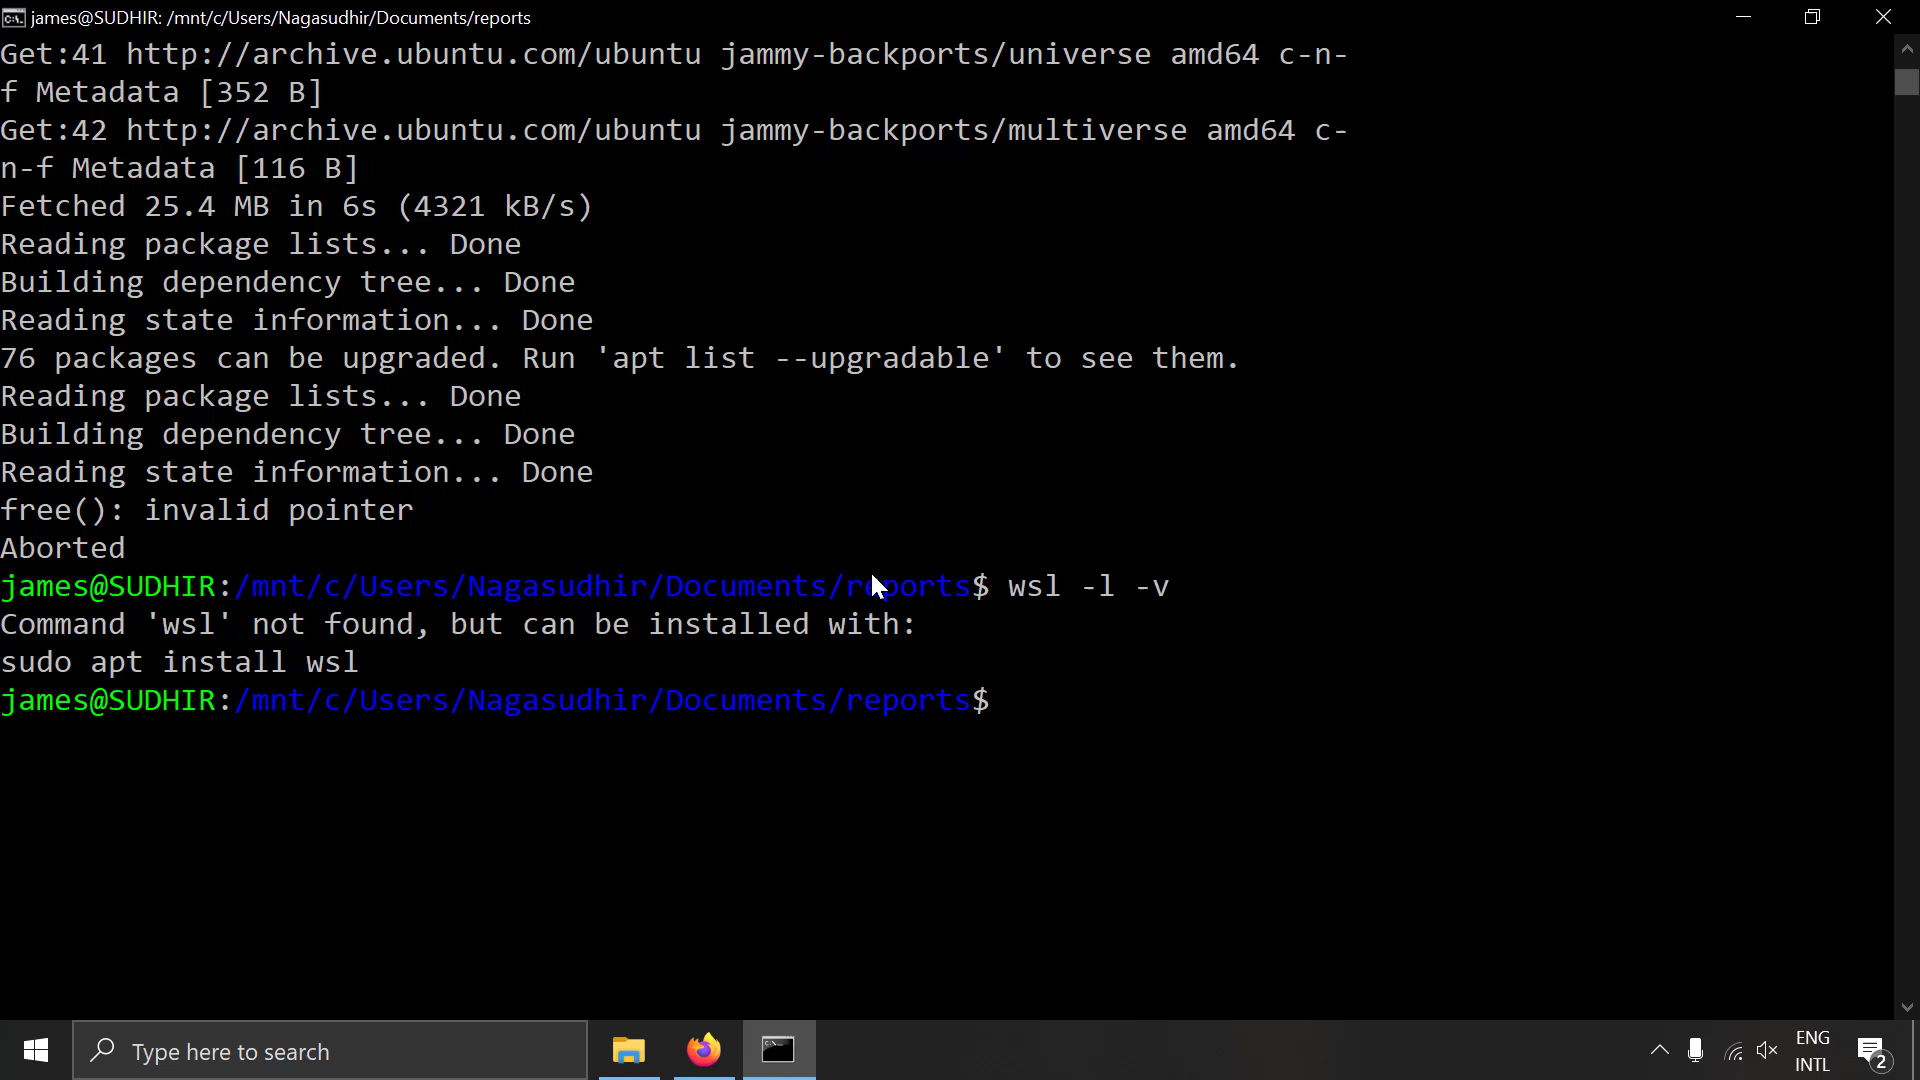 james@SUDHIR: /mnt/c/Users/Nagasudhir/Documents/reports
Get:41 http://archive.ubuntu.com/ubuntu jammy-backports/universe amd64 c-n-
f Metadata [352 B]
Get:42 http://archive.ubuntu.com/ubuntu jammy-backports/multiverse amd64 c-
n-f Metadata [116 B]
Fetched 25.4 MB in 6s (4321 kB/s)
Reading package lists... Done
Building dependency tree... Done
Reading state information... Done
76 packages can be upgraded. Run 'apt list --upgradable' to see them.
Reading package lists... Done
Building dependency tree... Done
Reading state information... Done
free(): invalid pointer
Aborted
james@SUDHIR:/mnt/c/Users/Nagasudhir/Documents/reports$ wsl -l -v
Command 'wsl' not found, but can be installed with:
sudo apt install wsl
james@SUDHIR:/mnt/c/Users/Nagasudhir/Documents/reports$
Type here to search
ENG
INTL
2